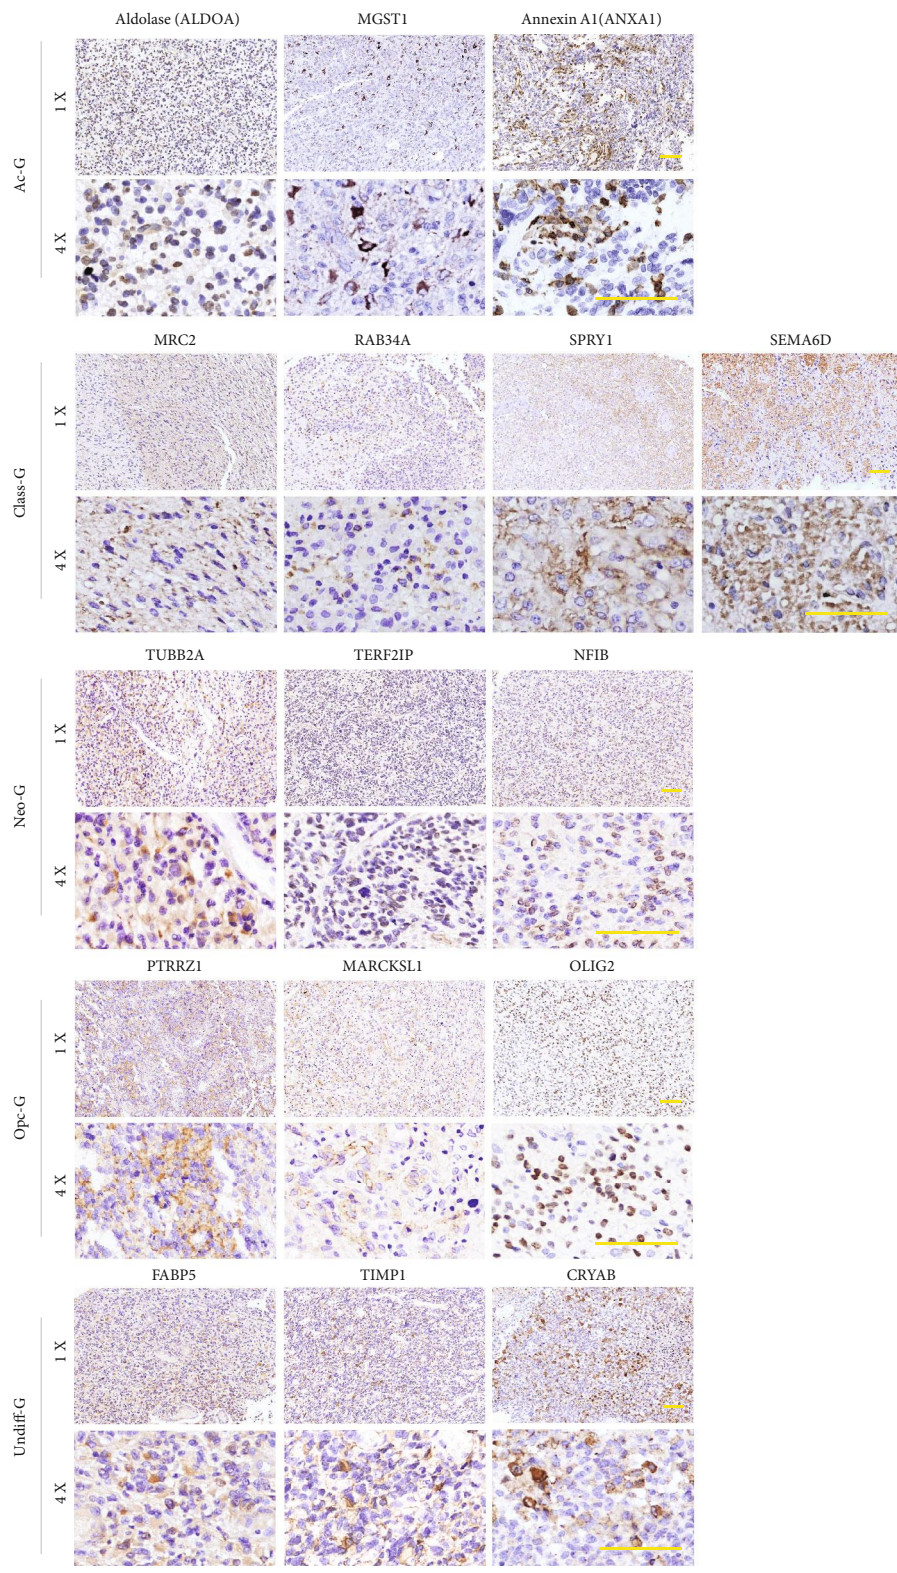 Aldolase (ALDOA) MGST1 Annexin A1(ANXA1)
Ac-G
1 X
4 X
MRC2 RAB34A SPRY1 SEMA6D
Class-G
1 X
4 X
TUBB2A TERF2IP NFIB
Neo-G
1 X
4 X
PTRRZ1 MARCKSL1 OLIG2
Opc-G
1 X
4 X
FABP5 TIMP1 CRYAB
Undiff-G
1 X
4 X